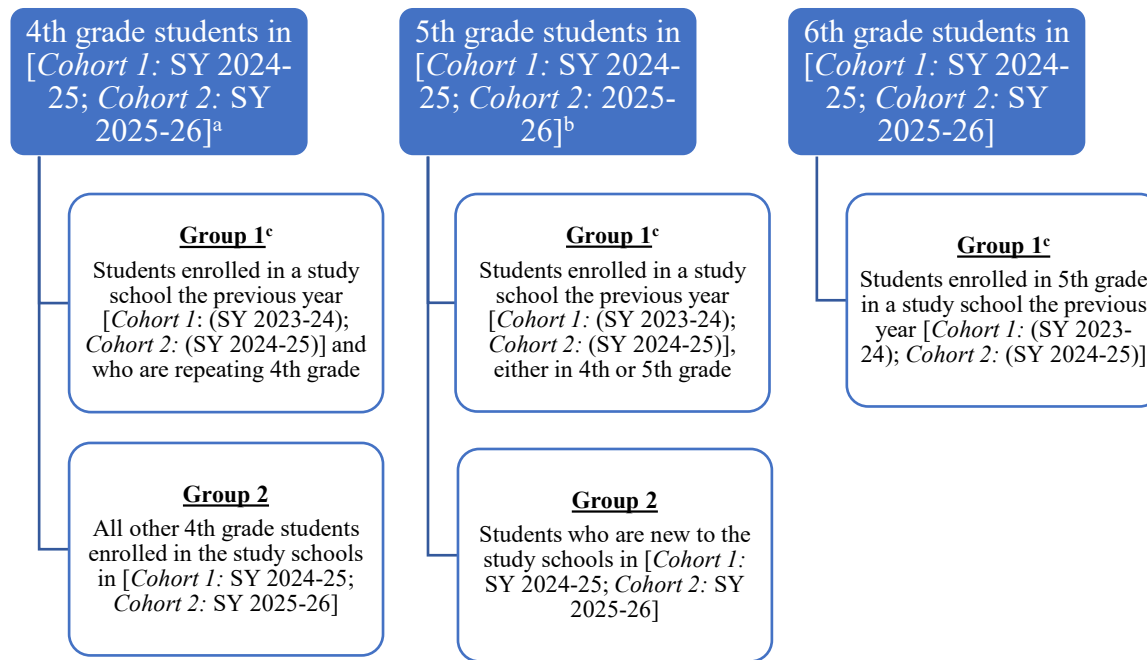 4th grade students in
[Cohort 1: SY 2024-
25; Cohort 2: SY
2025-26]a
5th grade students in
[Cohort 1: SY 2024-
25; Cohort 2: 2025-
26]b
6th grade students in
[Cohort 1: SY 2024-
25; Cohort 2: SY
2025-26]
Group 1c
Students enrolled in a study
school the previous year
[Cohort 1: (SY 2023-24);
Cohort 2: (SY 2024-25)] and
who are repeating 4th grade
Group 1c
Students enrolled in a study
school the previous year
[Cohort 1: (SY 2023-24);
Cohort 2: (SY 2024-25)],
either in 4th or 5th grade
Group 1c
Students enrolled in 5th grade
in a study school the previous
year [Cohort 1: (SY 2023-
24); Cohort 2: (SY 2024-25)]
Group 2
All other 4th grade students
enrolled in the study schools
in [Cohort 1: SY 2024-25;
Cohort 2: SY 2025-26]
Group 2
Students who are new to the
study schools in [Cohort 1:
SY 2024-25; Cohort 2: SY
2025-26]